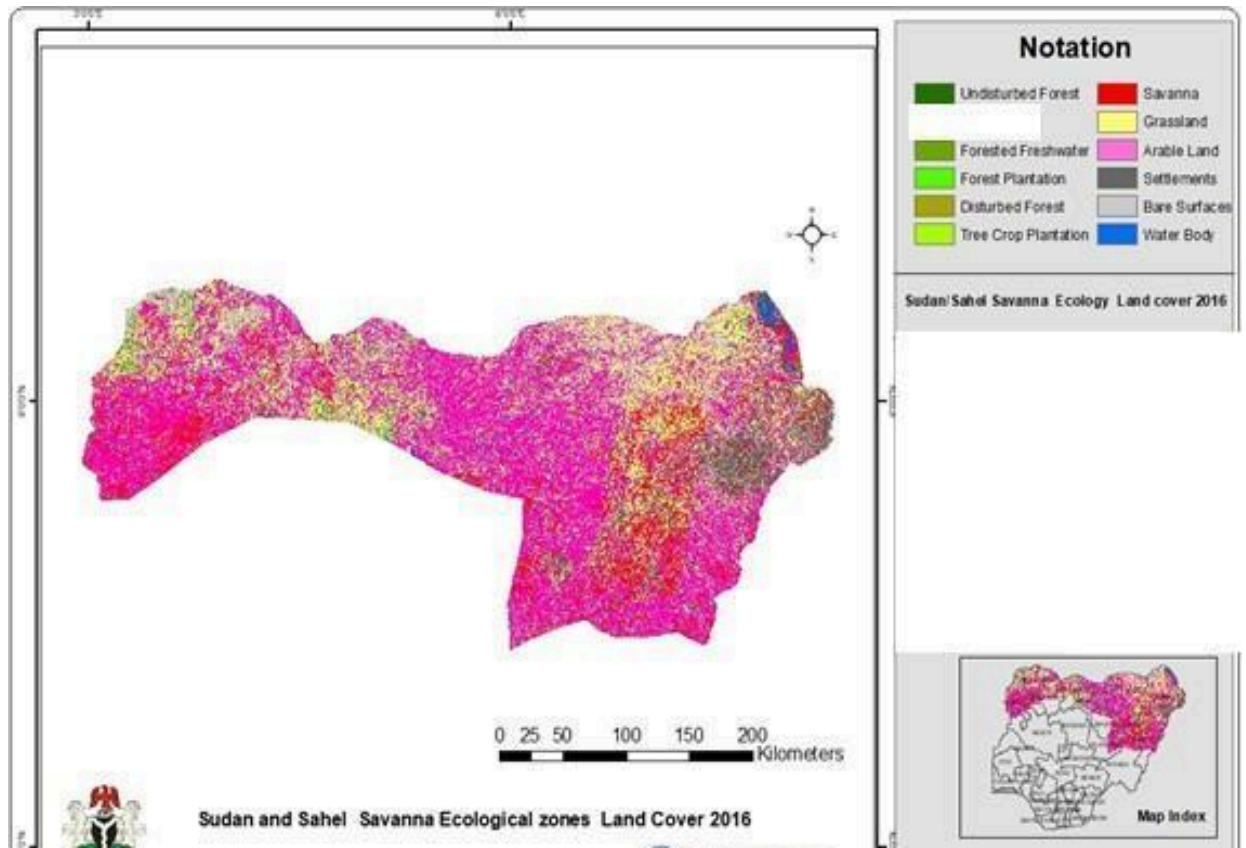 Notation
Undisturbed Forest
Savanna
Grassland
Forested Freshwater
Arable Land
Forest Plantation
Settlements
Disturbed Forest
Bare Surfaces
Tree Crop Plantation
Water Body
Sudan/Sahel Savanna Ecology Land cover 2016
0 25 50 100 150 200
Kilometers
Sudan and Sahel Savanna Ecological zones Land Cover 2016
Map Index